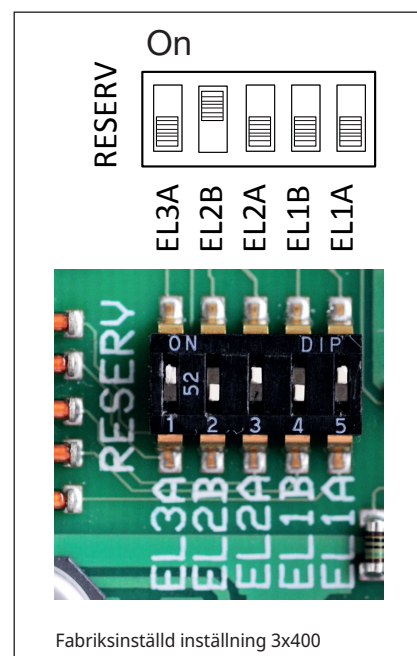 On
RESERV
EL3A
EL2B
EL2A
EL1B
EL1A
ON DIP
52
1 2 3 4 5
RESERV
EL3A
EL2B
EL2A
EL1B
EL1A
Fabriksinställd inställning 3x400